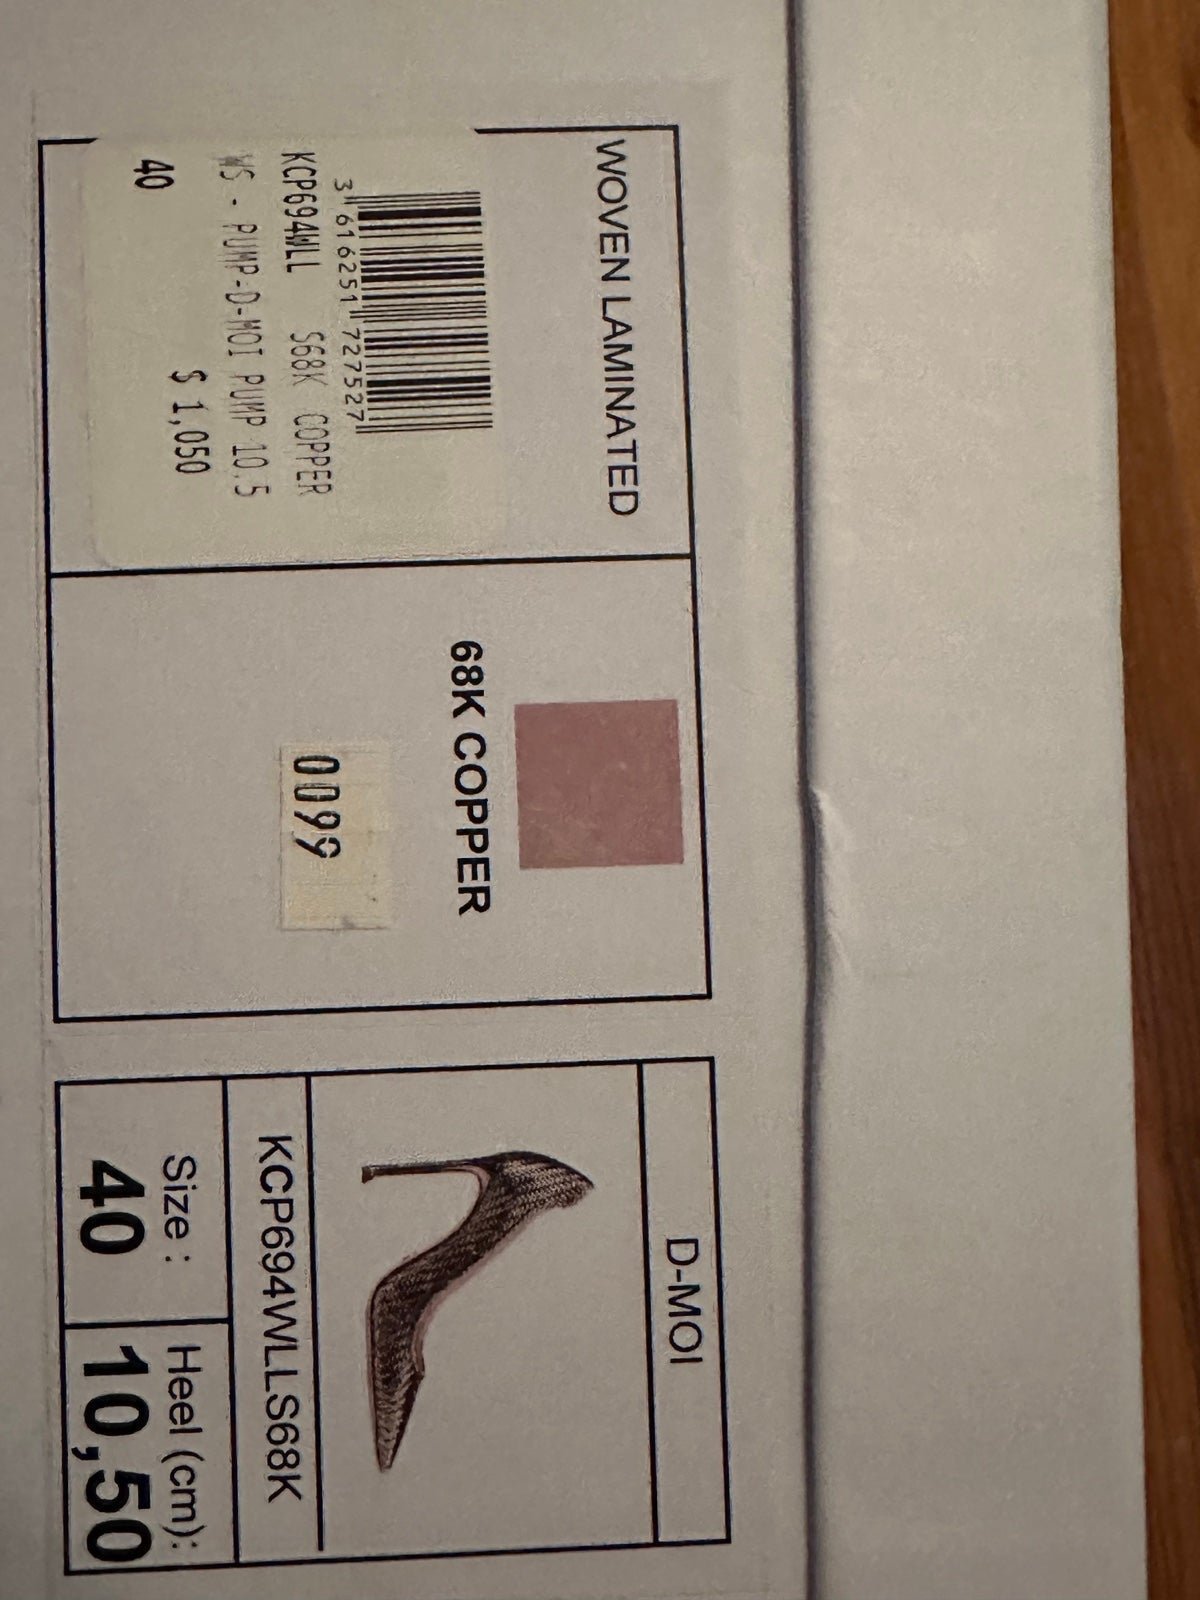 WOVEN LAMINATED
3 616251 727527
KCP694WLL S68K COPPER
WS - PUMP-D-MOI PUMP 10.5
$ 1,050
40
68K COPPER
0099
D-MOI
KCP694WLLS68K
Size : Heel (cm):
40 10,50